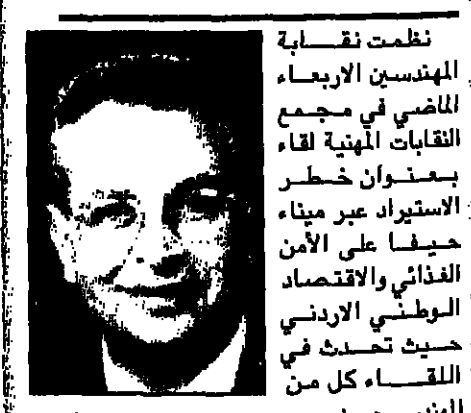 نظمت نقابة
المهندسين الاربعاء
الماضي في مجمع
النقابات المهنية لقاء
بعنوان خطر
الاستيراد عبر ميناء
حيفا على الأمن
الغذائي والاقتصاد
الوطني الاردني
حيث تحدث في
اللقاء كل من